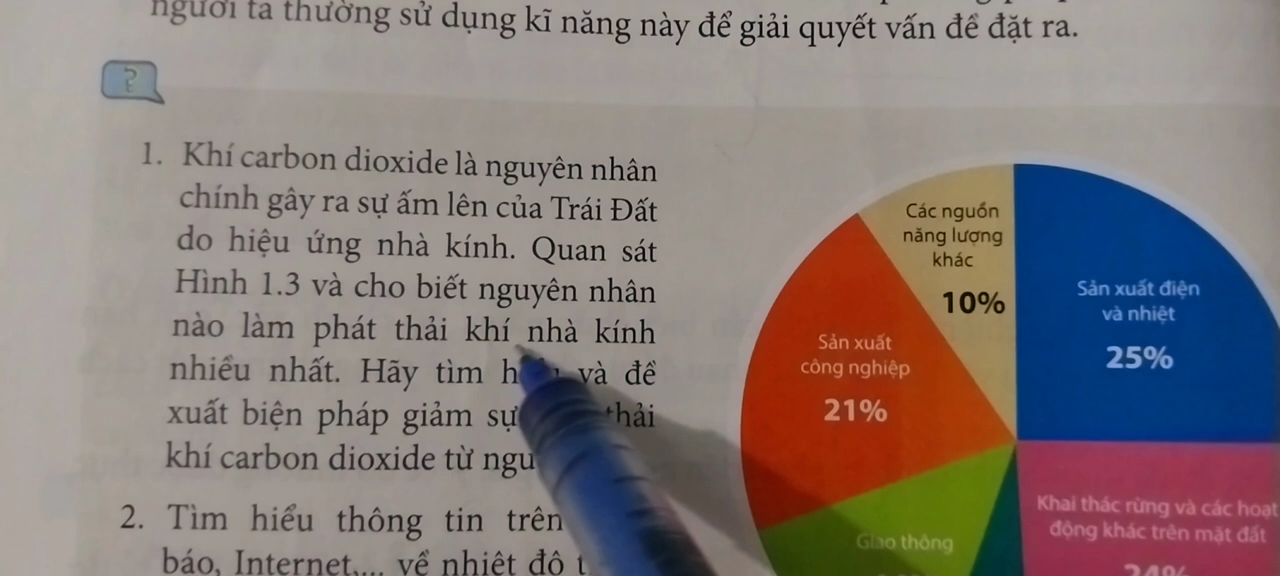 người ta thường sử dụng kĩ năng này để giải quyết vấn đề đặt ra.
?
1. Khí carbon dioxide là nguyên nhân
chính gây ra sự ấm lên của Trái Đất
do hiệu ứng nhà kính. Quan sát
Hình 1.3 và cho biết nguyên nhân
nào làm phát thải khí nhà kính
nhiều nhất. Hãy tìm và đề
xuất biện pháp giảm sự thải
khí carbon dioxide từ
2. Tìm hiểu thông tin trên
báo, Internet,... về nhiệt độ
Các nguồn
năng lượng
khác
10%
Sản xuất điện
và nhiệt
25%
Sản xuất
công nghiệp
21%
Khai thác rừng và các hoạt
động khác trên mặt đất
24%
Giao thông